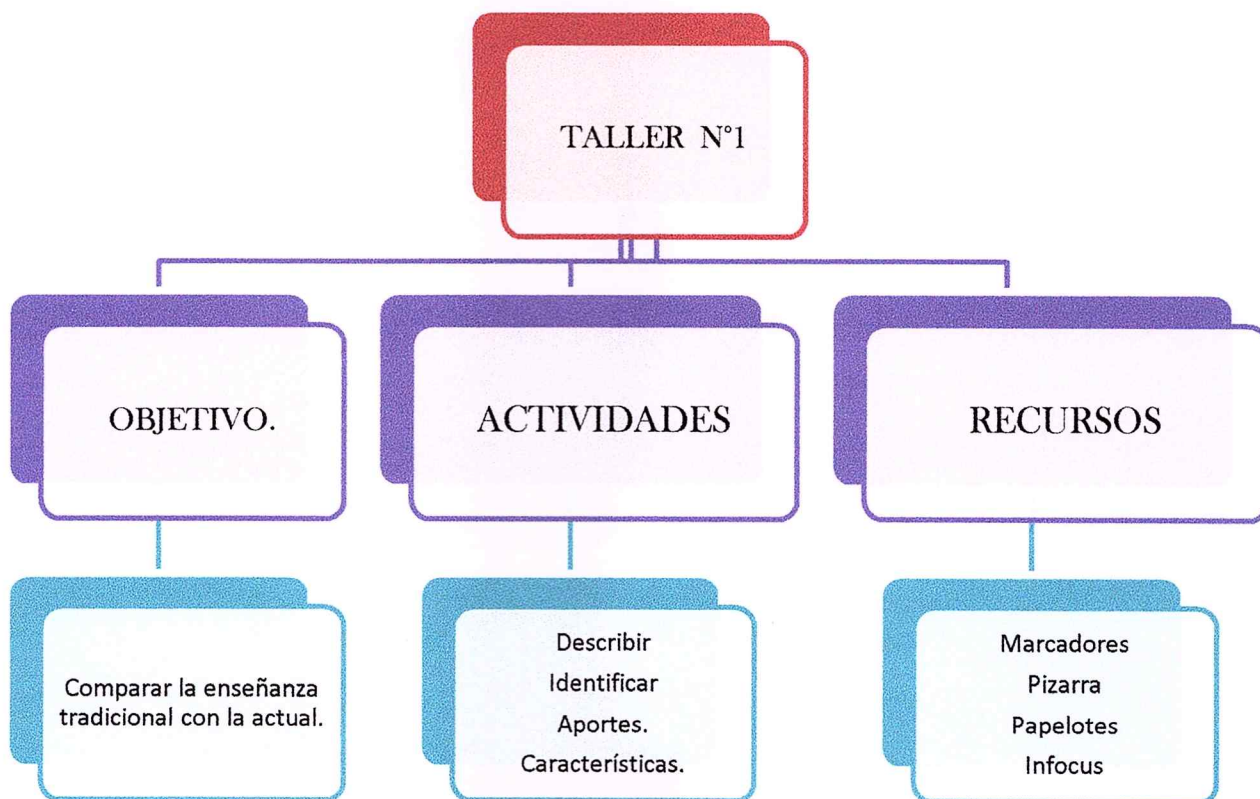 TALLER N°1
OBJETIVO.
ACTIVIDADES
RECURSOS
Comparar la enseñanza
tradicional con la actual.
Describir
Identificar
Aportes.
Características.
Marcadores
Pizarra
Papelotes
Infocus